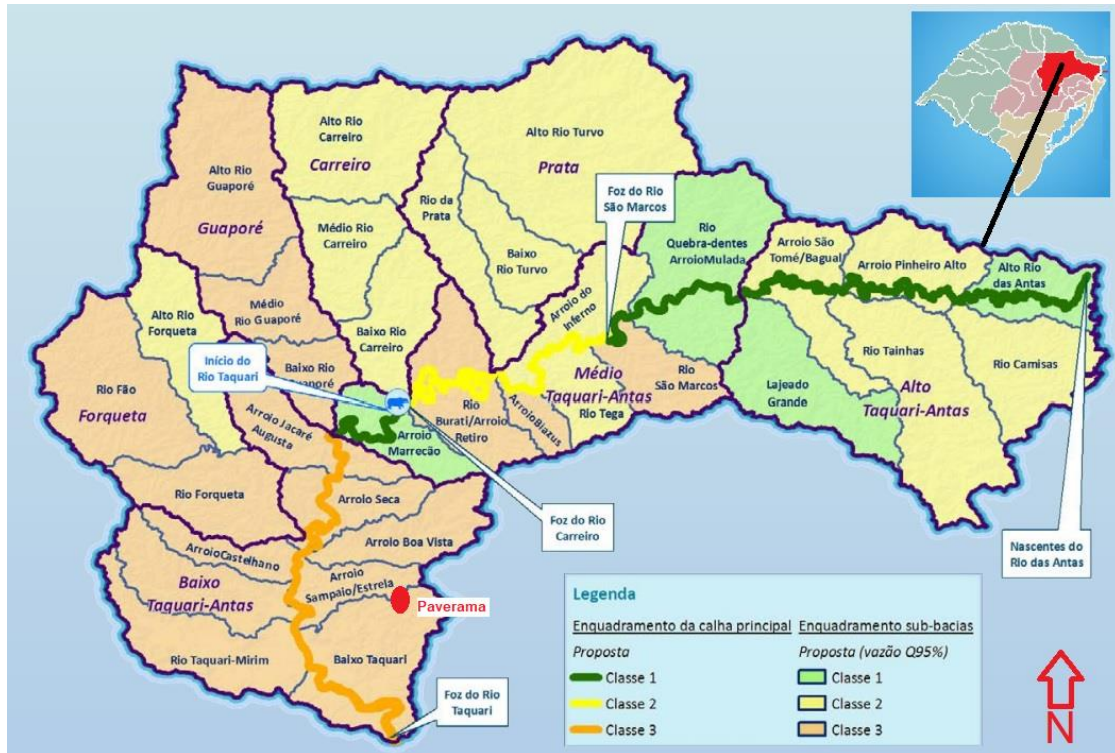 Alto Rio
Carreiro
Carreiro
Alto Rio Turvo
Prata
Alto Rio
Guaporé
Guaporé
Rio da
Prata
Foz do Rio
São Marcos
Médio Rio
Carreiro
Baixo
Rio Turvo
Rio
Quebra-dentes
ArroioMulada
Arroio São
Tomé/Bagual
Arroio Pinheiro Alto
Alto Rio
das Antas
Médio
Rio Guaporé
Arroio do
Inferno
Alto Rio
Forqueta
Baixo Rio
Carreiro
Início do
Rio Taquari
Baixo Rio
Guaporé
Rio Tainhas
Rio Camisas
Rio Fão
Forqueta
Médio
Taquari-Antas
Rio
São Marcos
Alto
Taquari-Antas
Lajeado
Grande
Rio Tega
ArroioBiazus
Rio
Burati/Arroio
Retiro
Arroio Jacaré
Augusta
Arroio
Marrecão
Rio Forqueta
Arroio Seca
Foz do Rio
Carreiro
Arroio Boa Vista
Nascentes do
Rio das Antas
ArroioCastelhano
Arroio
Sampaio/Estrela
Baixo
Taquari-Antas
Paverama
Rio Taquari-Mirim
Baixo Taquari
Foz do Rio
Taquari
Legenda
Enquadramento da calha principal
Proposta
Classe 1
Classe 2
Classe 3
Enquadramento sub-bacias
Proposta (vazão Q95%)
Classe 1
Classe 2
Classe 3
N